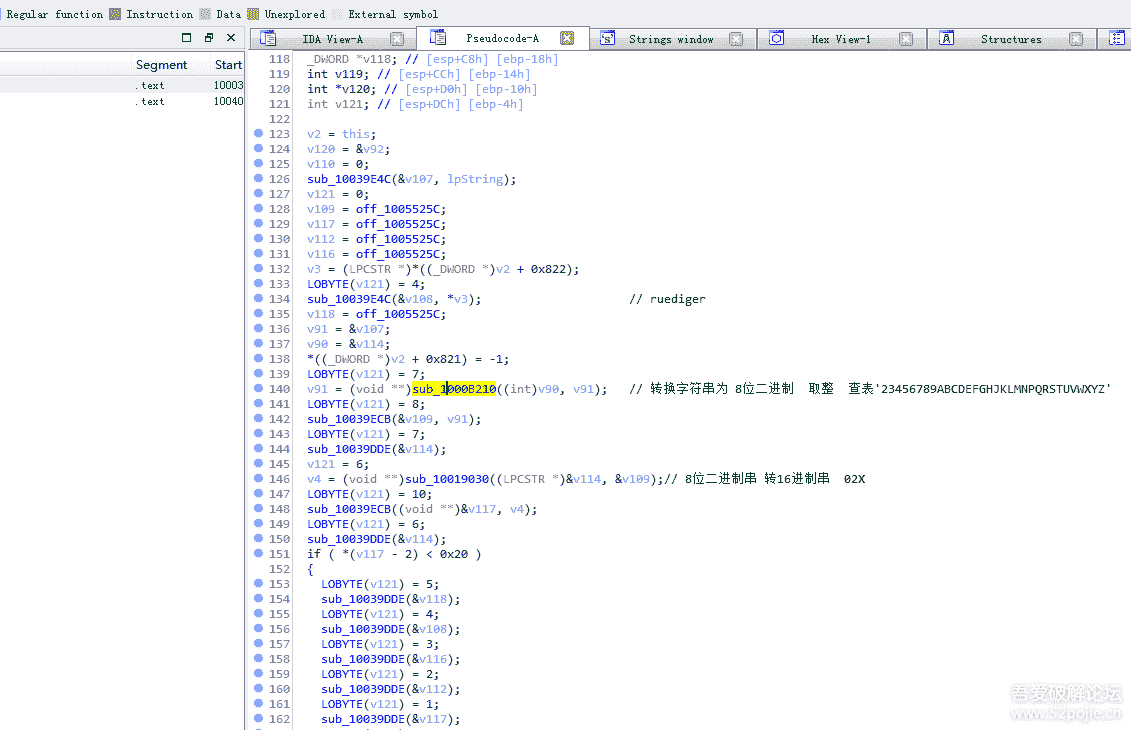 Regular function Instruction Data Unexplored External symbol
IDA View-A Pseudocode-A Strings window Hex View-1 Structures
Segment Start
.text 10003
.text 10040
118 _DWORD *v118; // [esp+C8h] [ebp-18h]
119 int v119; // [esp+CCh] [ebp-14h]
120 int *v120; // [esp+D0h] [ebp-10h]
121 int v121; // [esp+DCh] [ebp-4h]
122
123 v2 = this;
124 v120 = &v92;
125 v110 = 0;
126 sub_10039E4C(&v107, lpString);
127 v121 = 0;
128 v109 = off_1005525C;
129 v117 = off_1005525C;
130 v112 = off_1005525C;
131 v116 = off_1005525C;
132 v3 = (LPCSTR *)*((_DWORD *)v2 + 0x822);
133 LOBYTE(v121) = 4;
134 sub_10039E4C(&v108, *v3); // ruediger
135 v118 = off_1005525C;
136 v91 = &v107;
137 v90 = &v114;
138 *((_DWORD *)v2 + 0x821) = -1;
139 LOBYTE(v121) = 7;
140 v91 = (void **)sub_1000B210((int)v90, v91); // 转换字符串为 8位二进制 取整 查表'23456789ABCDEFGHJKLMNPQRSTUVWXYZ'
141 LOBYTE(v121) = 8;
142 sub_10039ECB(&v109, v91);
143 LOBYTE(v121) = 7;
144 sub_10039DDE(&v114);
145 v121 = 6;
146 v4 = (void **)sub_10019030((LPCSTR *)&v114, &v109);// 8位二进制串 转16进制串 02X
147 LOBYTE(v121) = 10;
148 sub_10039ECB((void **)&v117, v4);
149 LOBYTE(v121) = 6;
150 sub_10039DDE(&v114);
151 if ( *(v117 - 2) < 0x20 )
152 {
153 LOBYTE(v121) = 5;
154 sub_10039DDE(&v118);
155 LOBYTE(v121) = 4;
156 sub_10039DDE(&v108);
157 LOBYTE(v121) = 3;
158 sub_10039DDE(&v116);
159 LOBYTE(v121) = 2;
160 sub_10039DDE(&v112);
161 LOBYTE(v121) = 1;
162 sub_10039DDE(&v117);
吾爱破解论坛
www.52pojie.cn